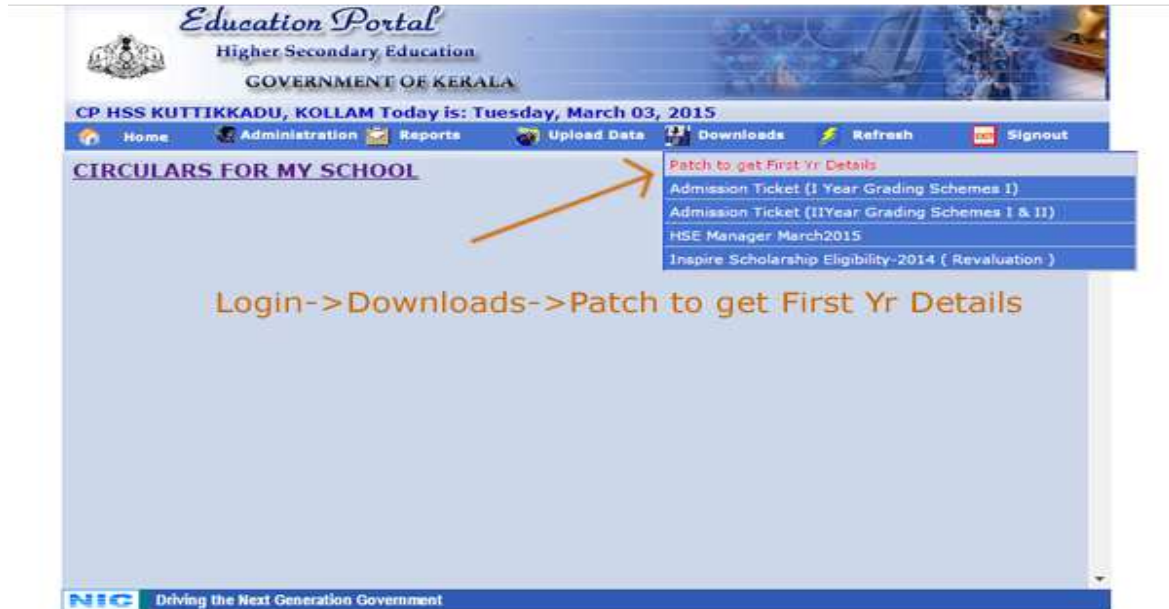 Education Portal
Higher Secondary Education
GOVERNMENT OF KERALA
CP HSS KUTTIKKADU, KOLLAM Today is: Tuesday, March 03, 2015
Home Administration Reports Upload Data Downloads Refresh Signout
CIRCULARS FOR MY SCHOOL
Patch to get First Yr Details
Admission Ticket (I Year Grading Schemes I)
Admission Ticket (IIYear Grading Schemes I & II)
HSE Manager March2015
Inspire Scholarship Eligibility-2014 ( Revaluation )
Login->Downloads->Patch to get First Yr Details
NIC Driving the Next Generation Government